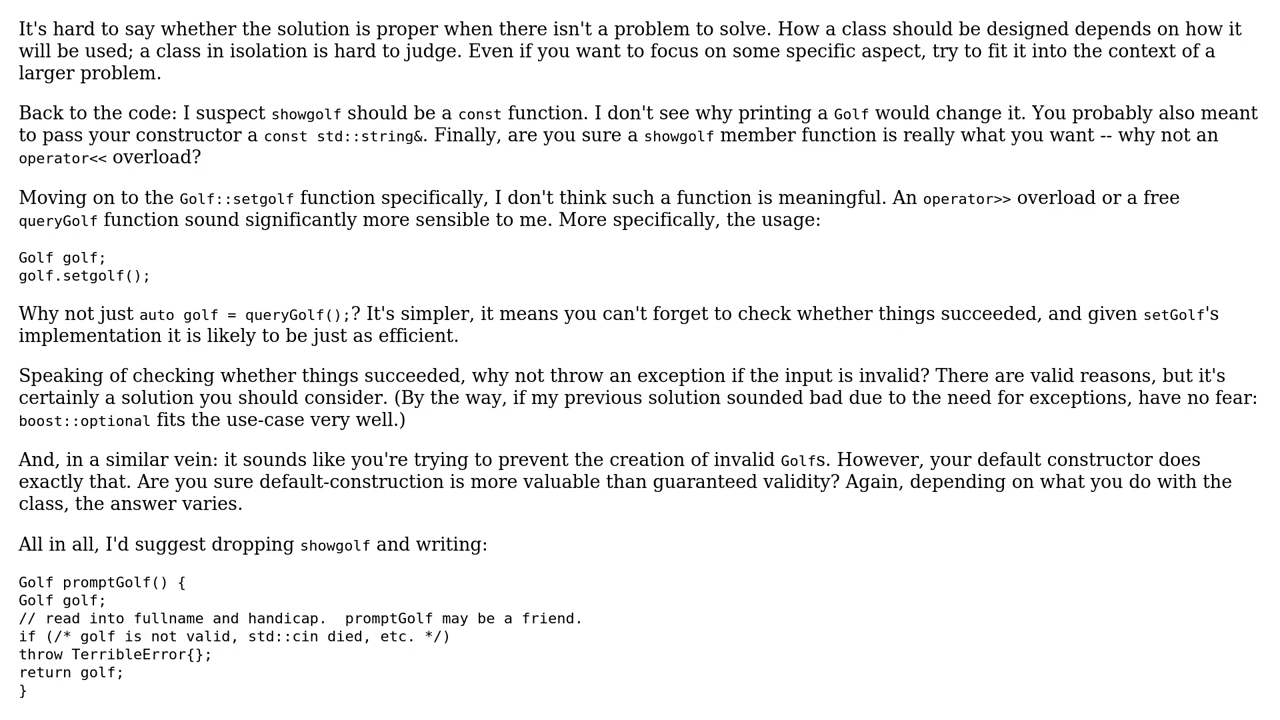 It's hard to say whether the solution is proper when there isn't a problem to solve. How a class should be designed depends on how it
will be used; a class in isolation is hard to judge. Even if you want to focus on some specific aspect, try to fit it into the context of a
larger problem.
Back to the code: I suspect showgolf should be a const function. I don't see why printing a Golf would change it. You probably also meant
to pass your constructor a const std::string&. Finally, are you sure a showgolf member function is really what you want -- why not an
operator<< overload?
Moving on to the Golf::setgolf function specifically, I don't think such a function is meaningful. An operator>> overload or a free
queryGolf function sound significantly more sensible to me. More specifically, the usage:
Golf golf;
golf.setgolf();
Why not just auto golf = queryGolf();? It's simpler, it means you can't forget to check whether things succeeded, and given setGolf's
implementation it is likely to be just as efficient.
Speaking of checking whether things succeeded, why not throw an exception if the input is invalid? There are valid reasons, but it's
certainly a solution you should consider. (By the way, if my previous solution sounded bad due to the need for exceptions, have no fear:
boost::optional fits the use-case very well.)
And, in a similar vein: it sounds like you're trying to prevent the creation of invalid Golfs. However, your default constructor does
exactly that. Are you sure default-construction is more valuable than guaranteed validity? Again, depending on what you do with the
class, the answer varies.
All in all, I'd suggest dropping showgolf and writing:
Golf promptGolf() {
Golf golf;
// read into fullname and handicap.  promptGolf may be a friend.
if (/* golf is not valid, std::cin died, etc. */)
throw TerribleError{};
return golf;
}